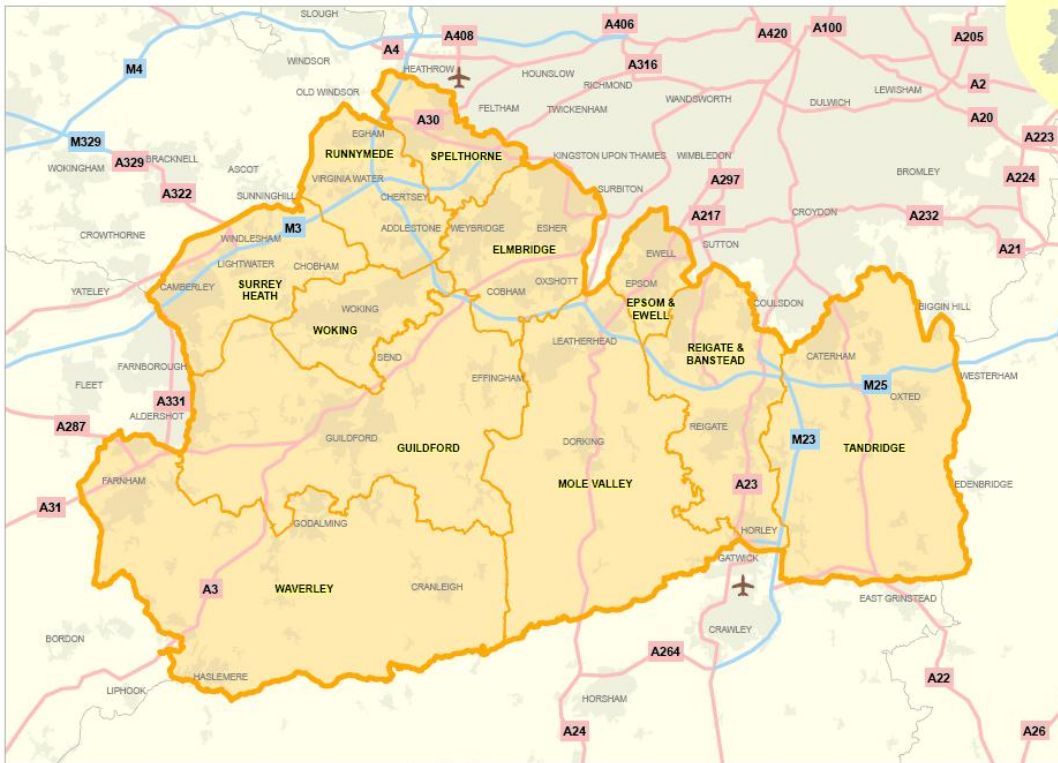 SLOUGH
A406
A420
A100
A408
A205
A4
WINDSOR
HEATHROW
A316
M4
HOUNSLOW
RICHMOND
A2
OLD WINDSOR
LEWISHAM
WANDSWORTH
DULWICH
FELTHAM
TWICKENHAM
A20
A30
EGHAM
M329
A223
RUNNYMEDE
SPELTHORNE
KINGSTON UPON THAMES
WIMBLEDON
A329
BRACKNELL
WOKINGHAM
ASCOT
BROMLEY
A224
A297
VIRGINIA WATER
A322
SURBITON
SUNNINGHILL
CHERTSEY
CROYDON
A232
A217
M3
ADDLESTONE
WEYBRIDGE
ESHER
CROWTHORNE
WINDLESHAM
SUTTON
A21
ELMBRIDGE
EWELL
LIGHTWATER
CHOBHAM
OXSHOTT
EPSOM
SURREY
HEATH
CAMBERLEY
YATELEY
COBHAM
EPSOM &
EWELL
COULSDON
BIGGIN HILL
WOKING
WOKING
LEATHERHEAD
REIGATE &
BANSTEAD
CATERHAM
SEND
FARNBOROUGH
EFFINGHAM
WESTERHAM
FLEET
M25
OXTED
A331
ALDERSHOT
A287
REIGATE
GUILDFORD
DORKING
M23
GUILDFORD
TANDRIDGE
FARNHAM
MOLE VALLEY
A23
EDENBRIDGE
A31
GODALMING
HORLEY
GATWICK
A3
WAVERLEY
CRANLEIGH
EAST GRINSTEAD
CRAWLEY
BORDON
A264
HASLEMERE
A22
LIPHOOK
HORSHAM
A24
A26